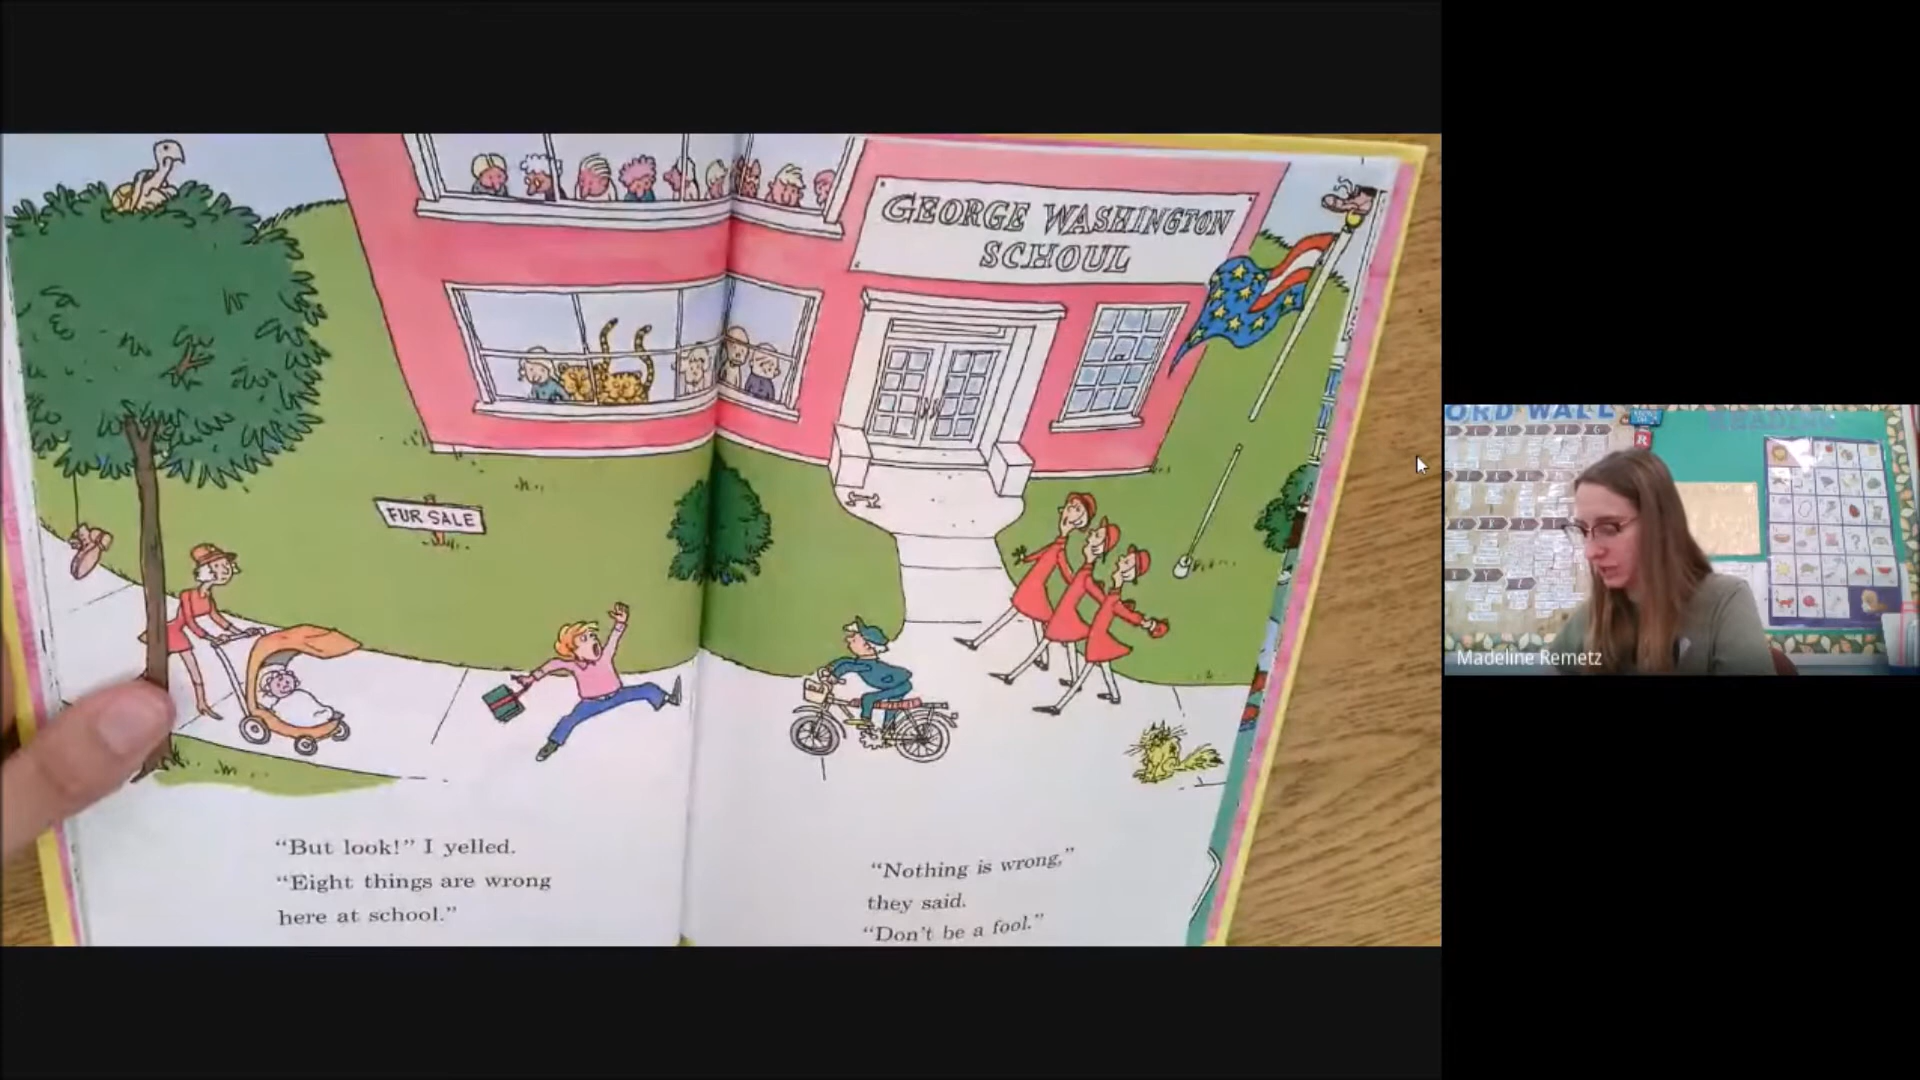 GEORGE WASHINGTON
SCHOUL
FUR SALE
"But look!" I yelled.
"Eight things are wrong
here at school."
"Nothing is wrong,"
they said.
"Don't be a fool."
ORD WALL
READING
R
Madeline Remetz